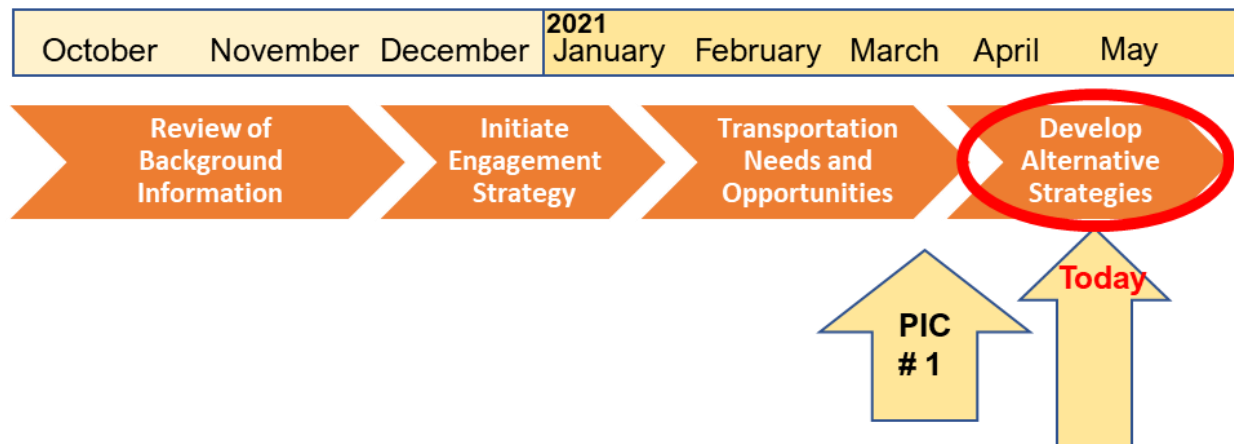 2021
October November December January February March April May
Review of
Background
Information
Initiate
Engagement
Strategy
Transportation
Needs and
Opportunities
Develop
Alternative
Strategies
Today
PIC
# 1